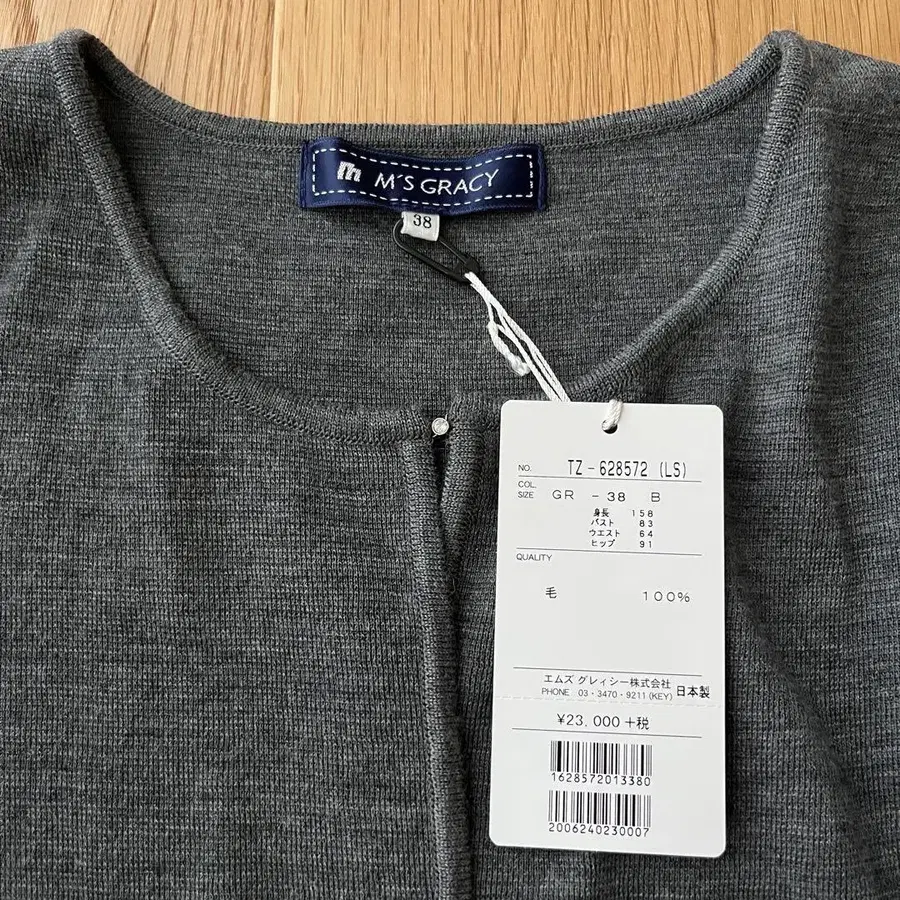 m M'S GRACY
38
NO. TZ-628572 (LS)
COL.
SIZE GR - 38 B
身長 158
バスト 83
ウエスト 64
ヒップ 91
QUALITY
毛 100%
エムズ グレィシー株式会社
PHONE 03・3470・9211 (KEY) 日本製
¥23,000+税
1628572013380
2006240230007